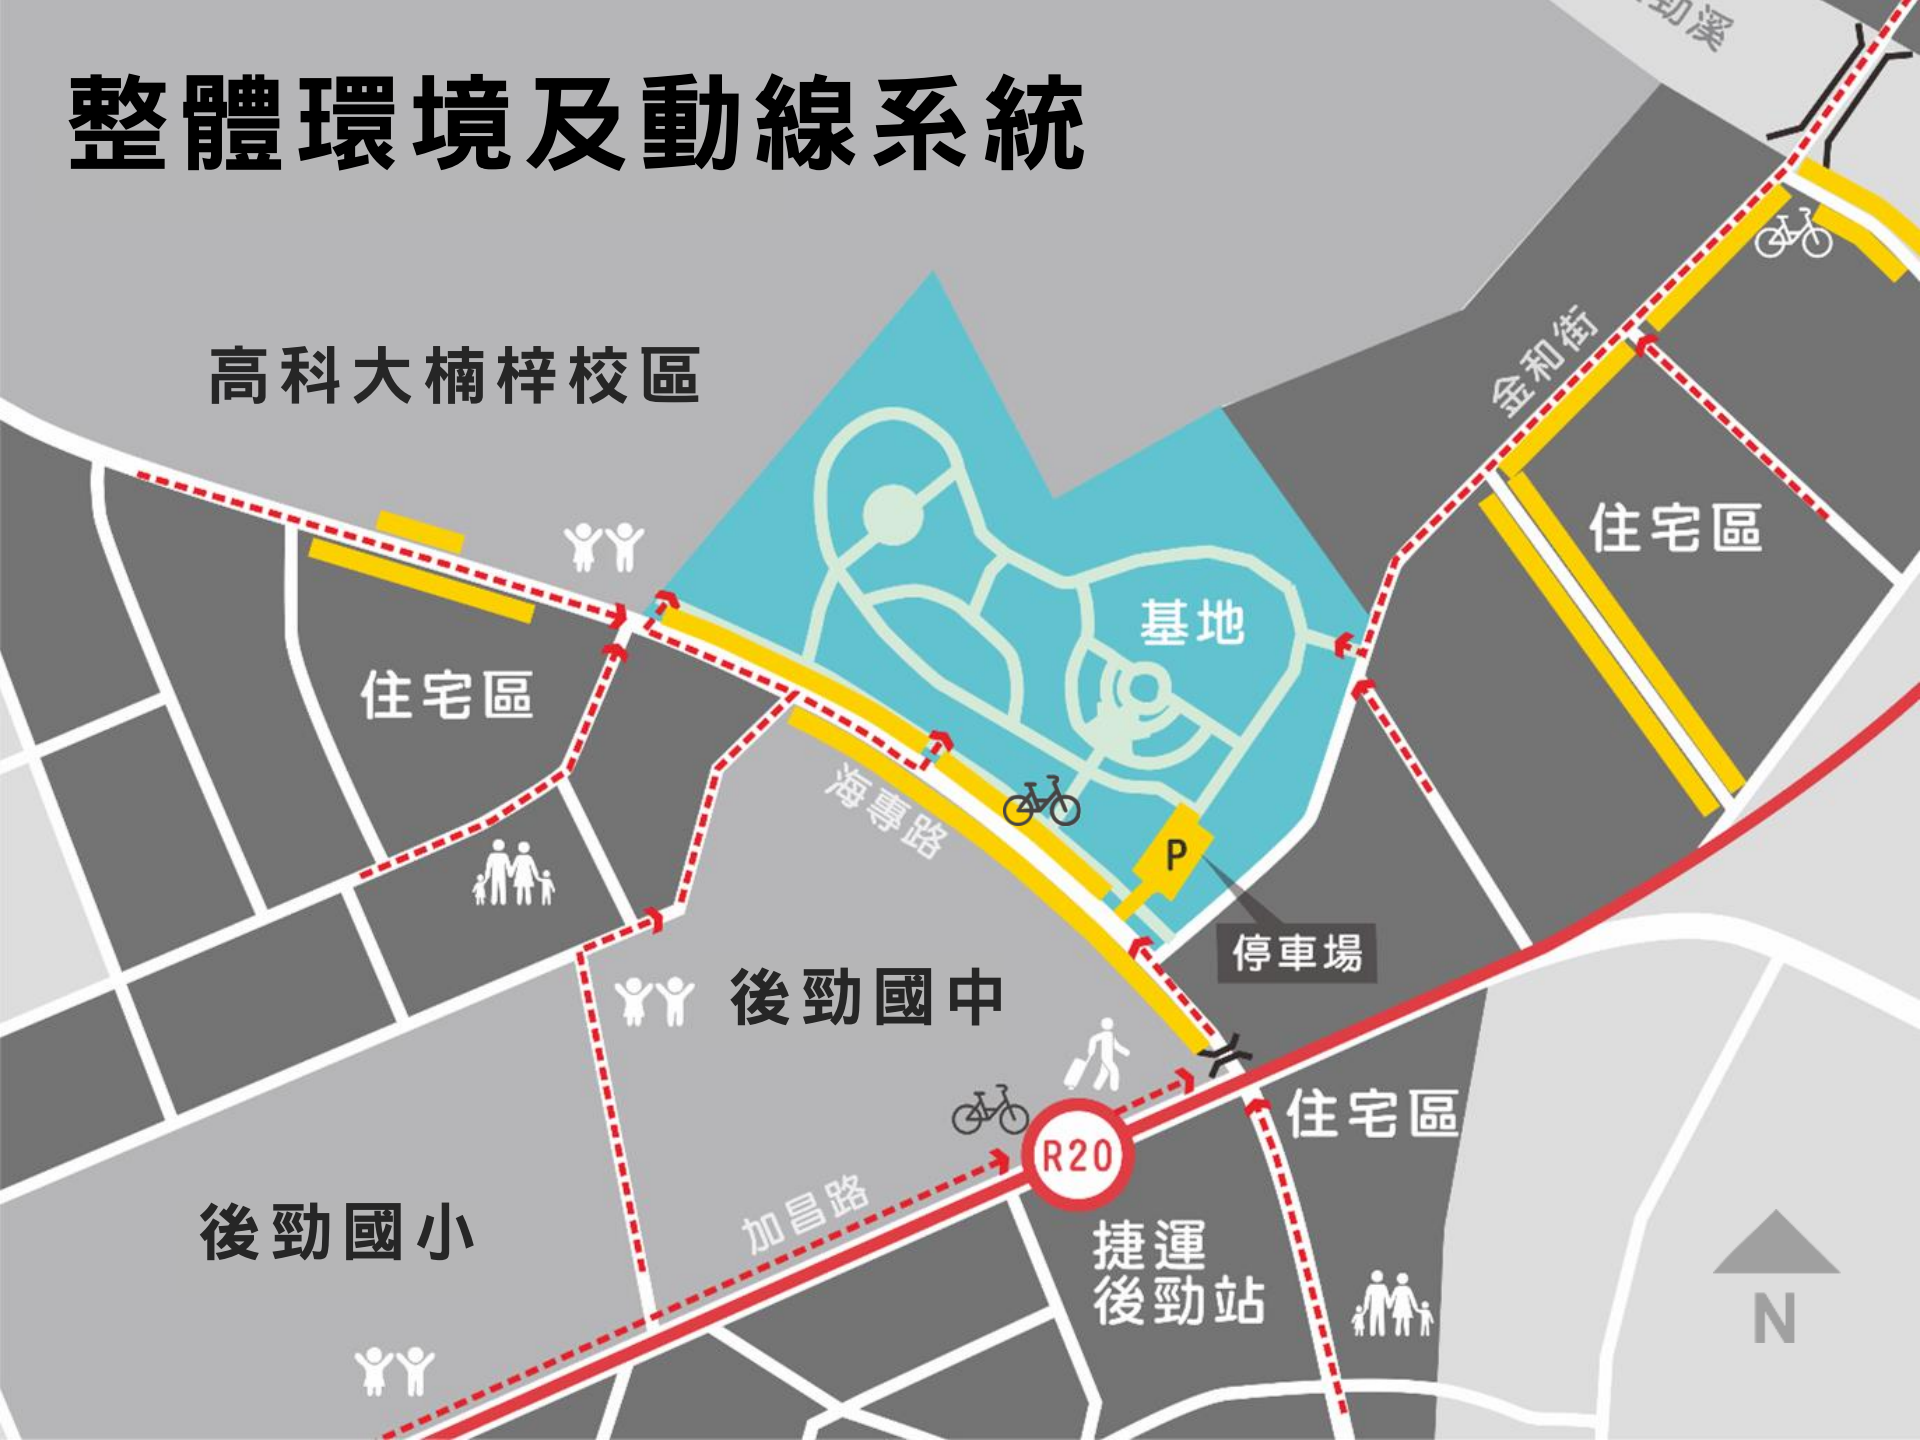 整體環境及動線系統
勁溪
高科大楠梓校區
金和街
住宅區
基地
住宅區
海專路
P
停車場
後勁國中
住宅區
R20
加昌路
後勁國小
捷運
後勁站
N